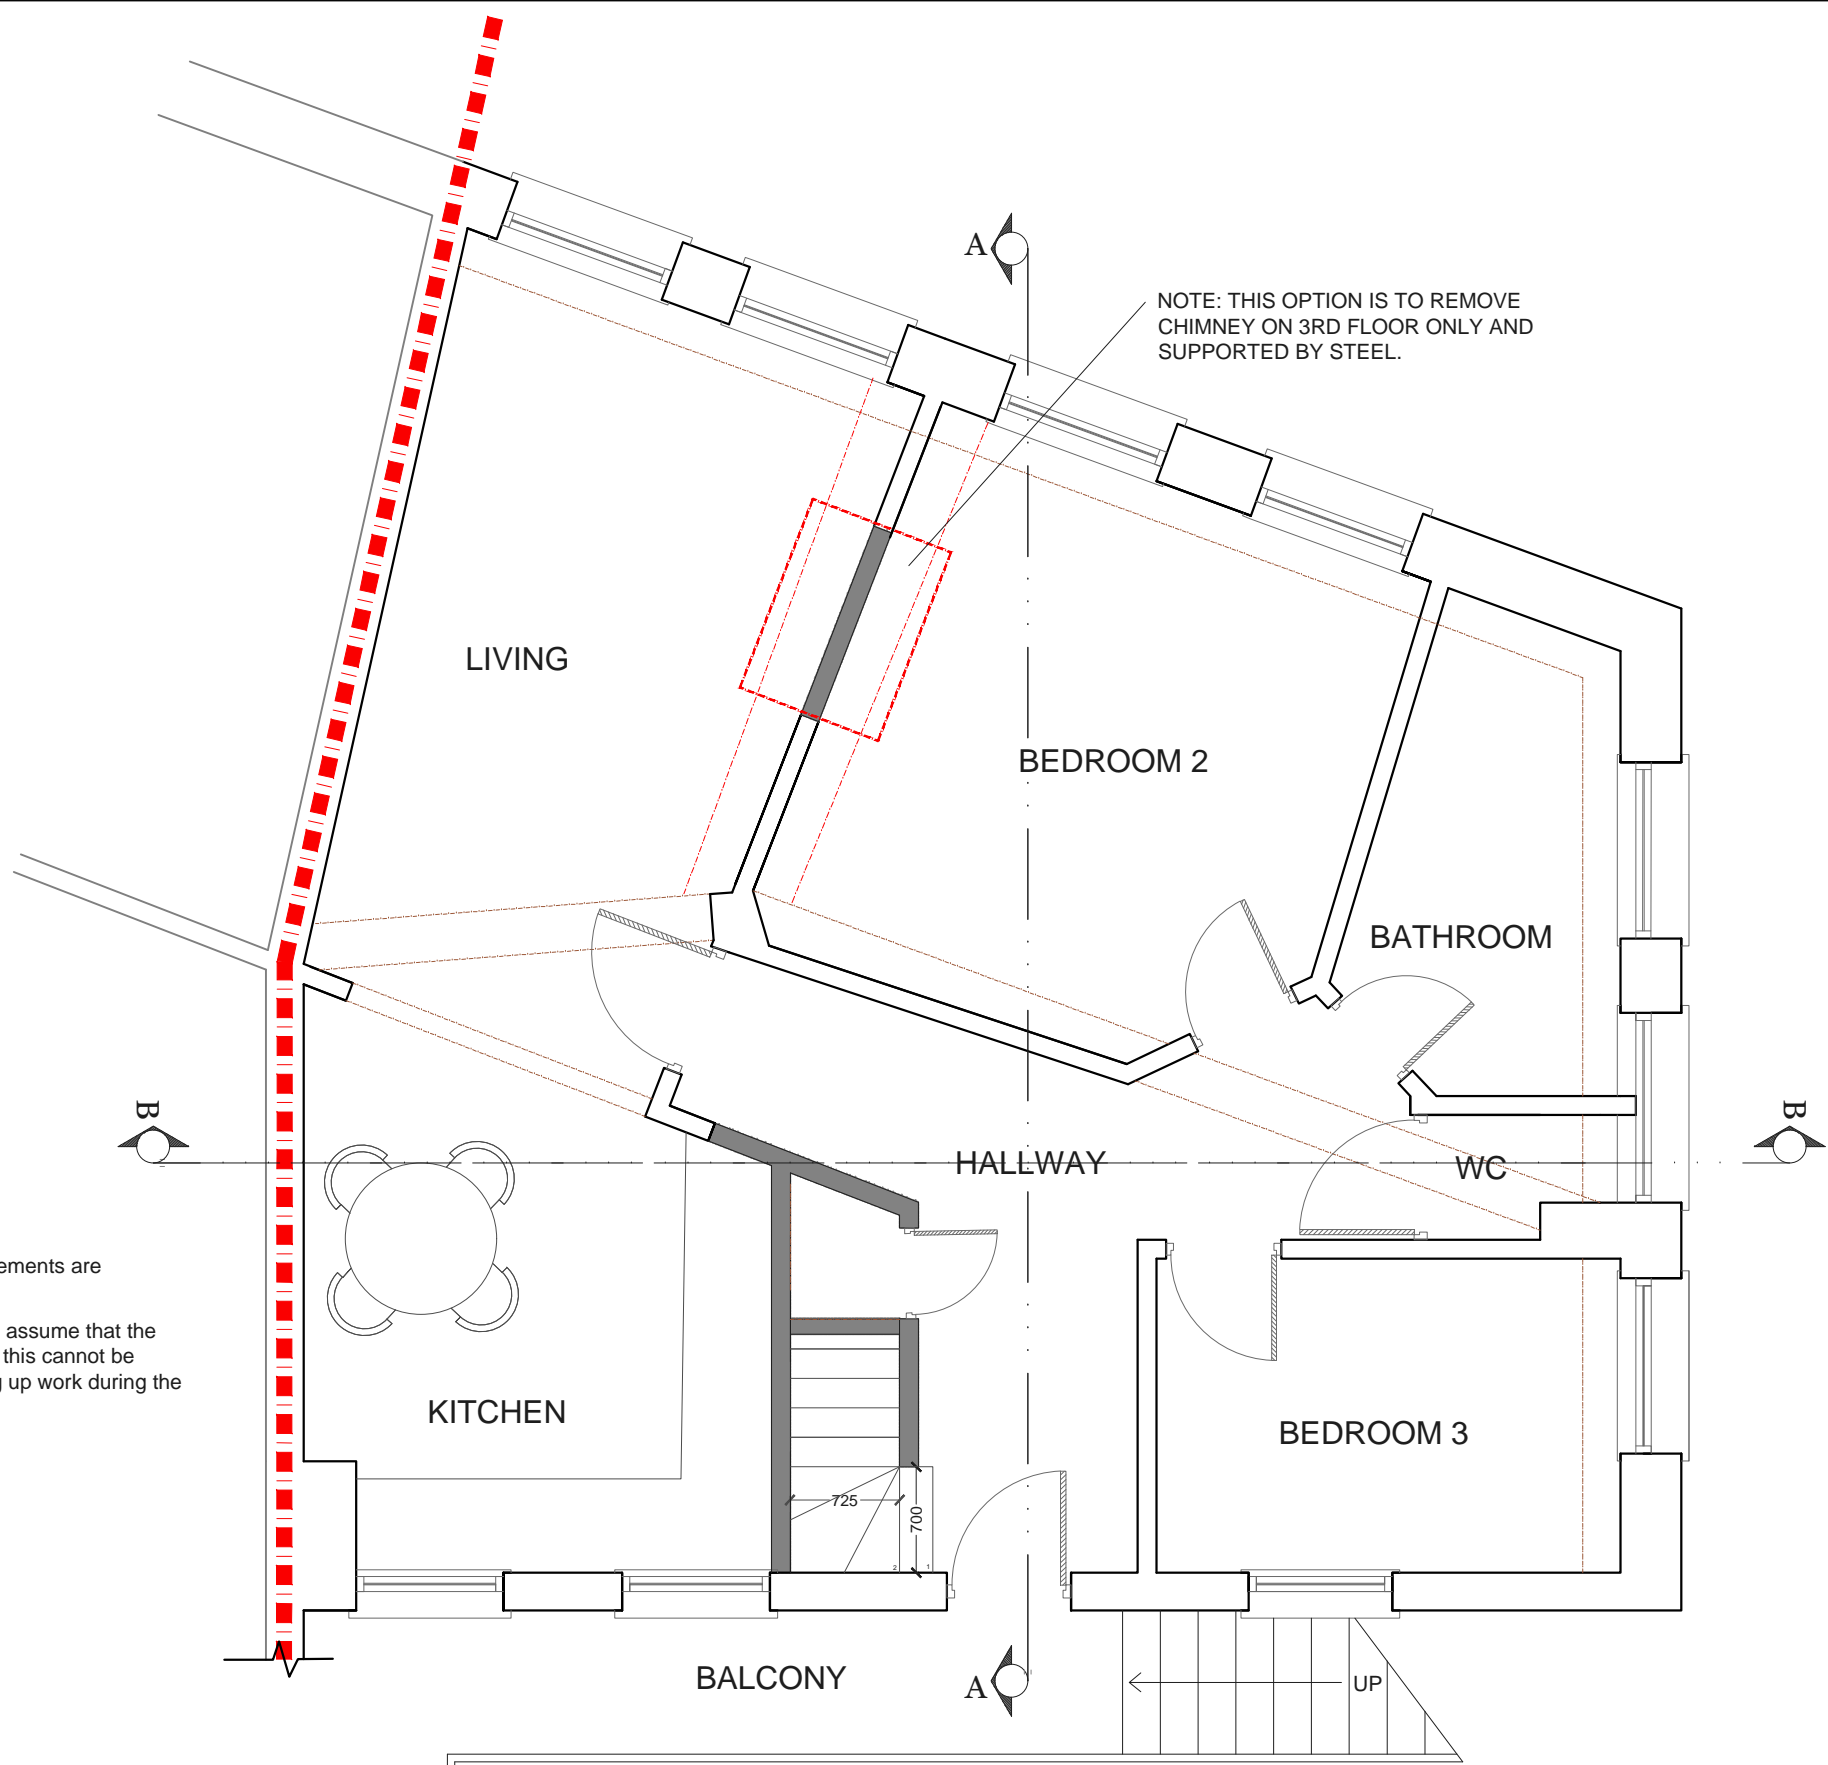 A
NOTE: THIS OPTION IS TO REMOVE
CHIMNEY ON 3RD FLOOR ONLY AND
SUPPORTED BY STEEL.
LIVING
BEDROOM 2
BATHROOM
B
B
HALLWAY
WC
ements are
assume that the
this cannot be
g up work during the
KITCHEN
BEDROOM 3
725
700
2
1
BALCONY
A
UP